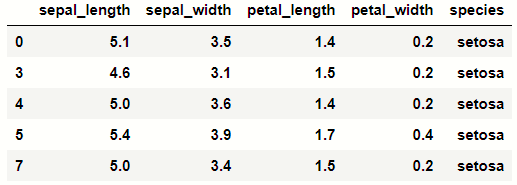 sepal_length sepal_width petal_length petal_width species
0 5.1 3.5 1.4 0.2 setosa
3 4.6 3.1 1.5 0.2 setosa
4 5.0 3.6 1.4 0.2 setosa
5 5.4 3.9 1.7 0.4 setosa
7 5.0 3.4 1.5 0.2 setosa